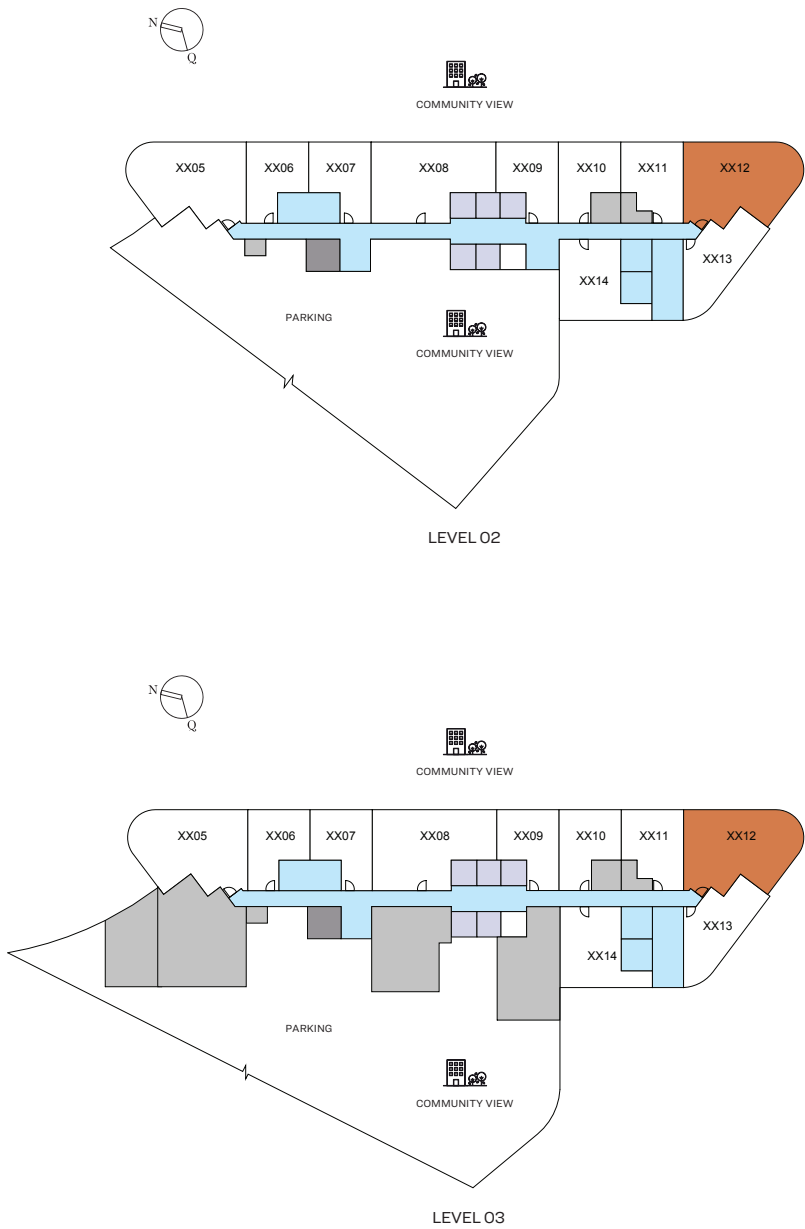 N
Q
COMMUNITY VIEW
XX05 XX06 XX07 XX08 XX09 XX10 XX11 XX12
XX13
XX14
PARKING
COMMUNITY VIEW
LEVEL 02
N
Q
COMMUNITY VIEW
XX05 XX06 XX07 XX08 XX09 XX10 XX11 XX12
XX13
XX14
PARKING
COMMUNITY VIEW
LEVEL 03